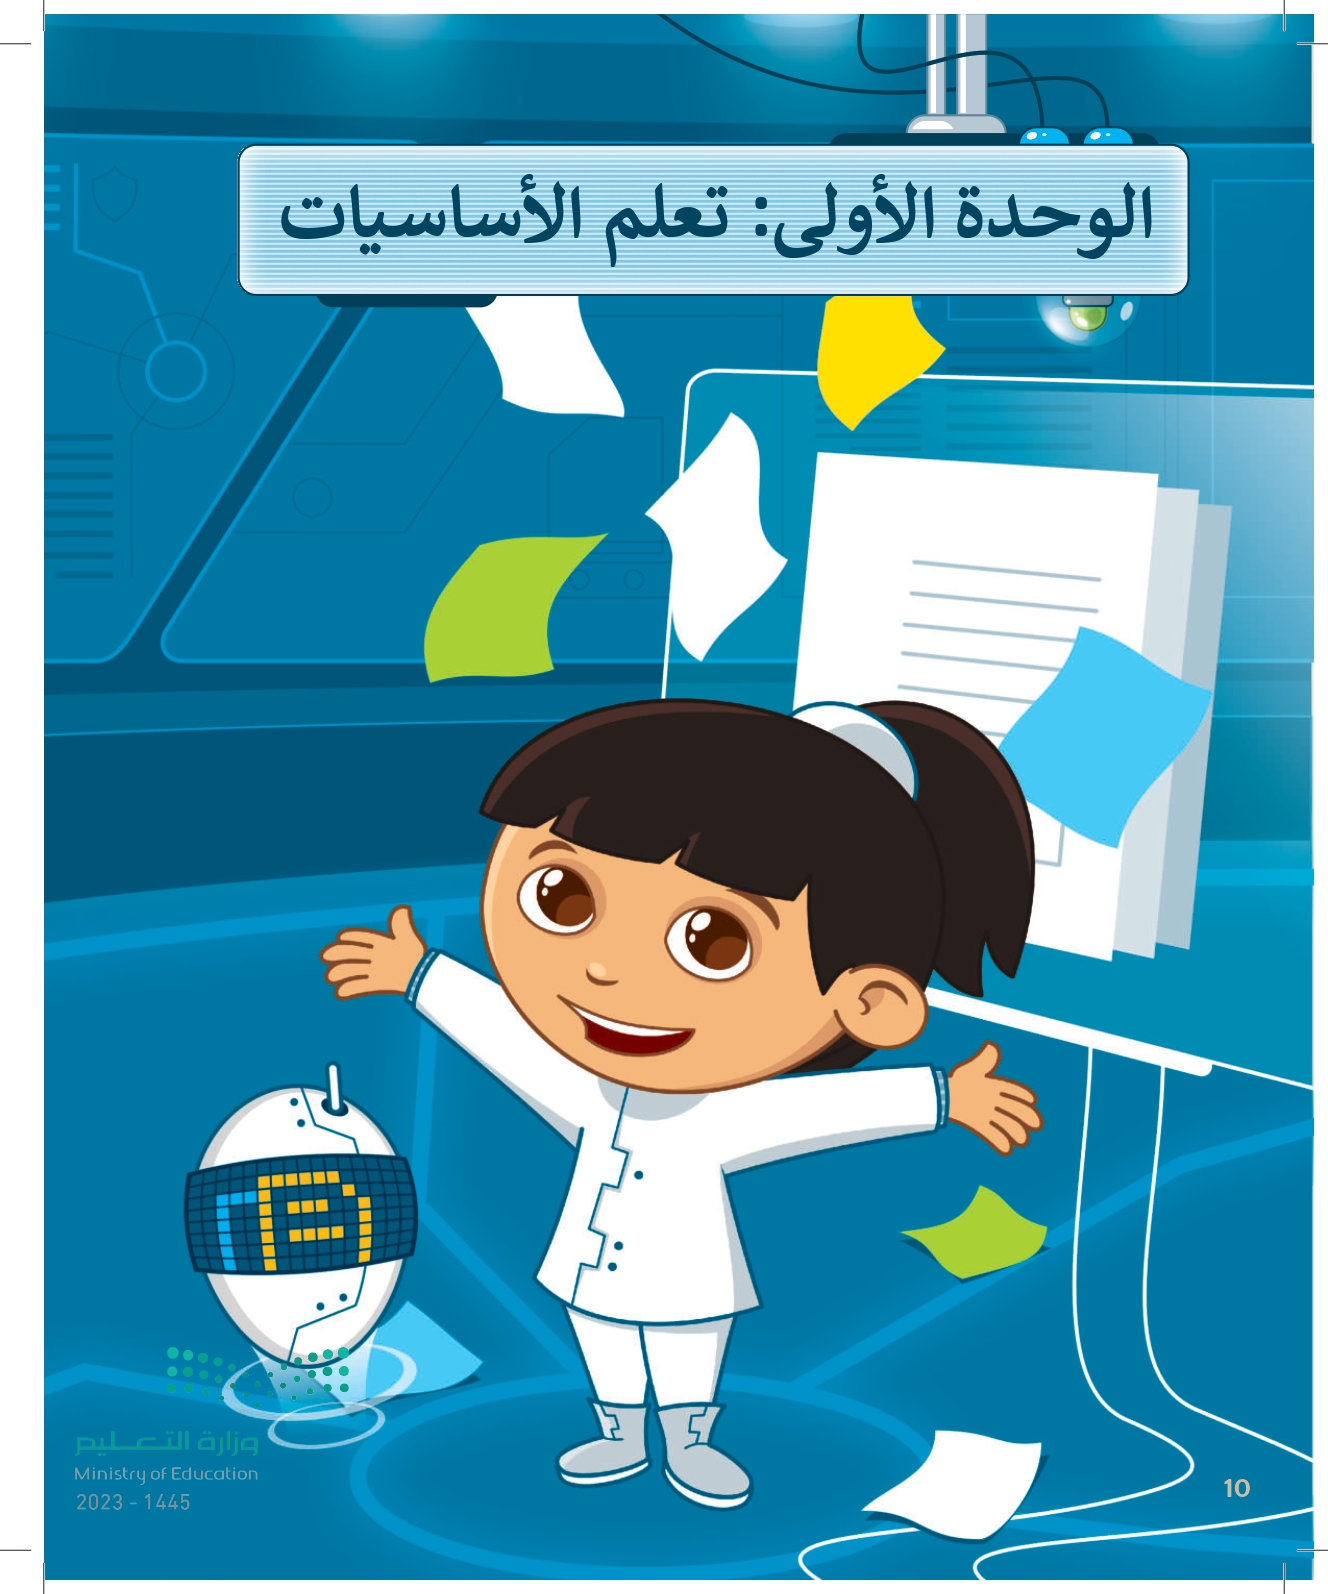 الوحدة الأولى: تعلم الأساسيات
وزارة التعليم
Ministry of Education
2023 - 1445
10